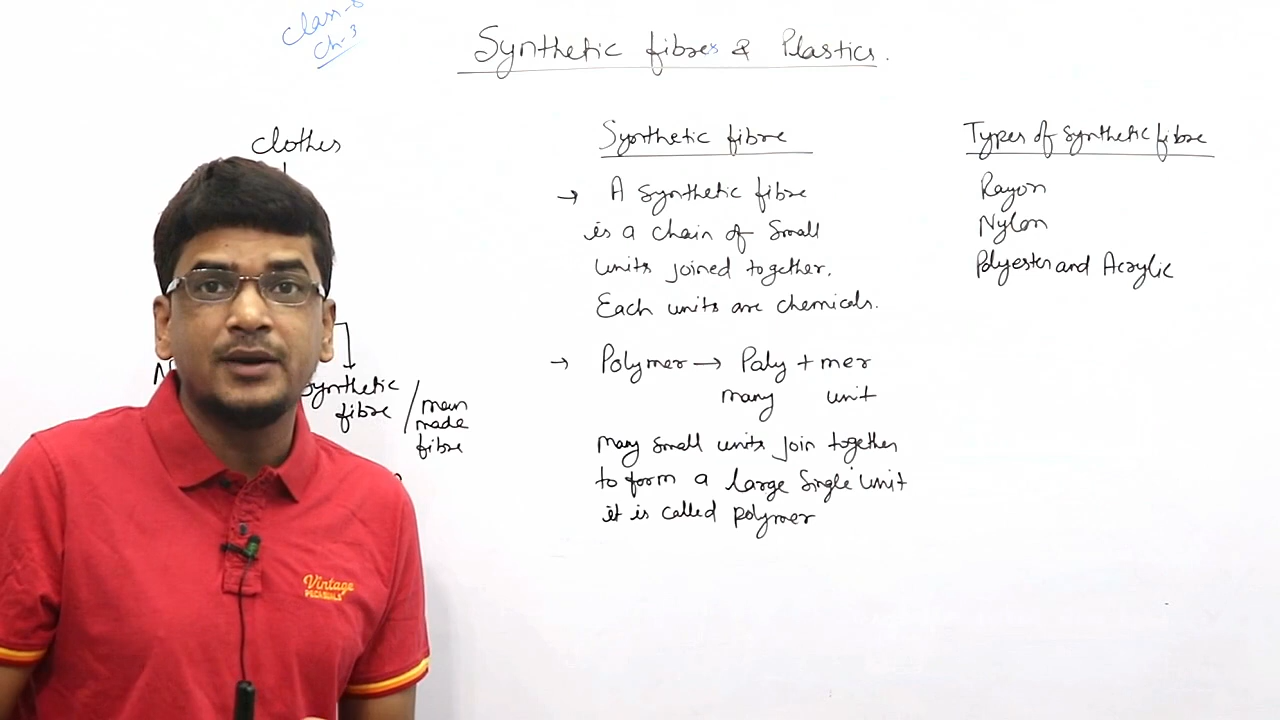 Class-8
Ch-3
Synthetic fibres & Plastics.
clothes
Synthetic
fibre
/ man
made
fibre
Synthetic fibre
→ A Synthetic fibre
is a chain of Small
units joined together.
Each units are chemicals.
→ Polymer → Poly + mer
many unit
many small units join together
to form a large Single unit
it is called polymer
Types of Synthetic fibre
Rayon
Nylon
Polyester and Acrylic
Vintage